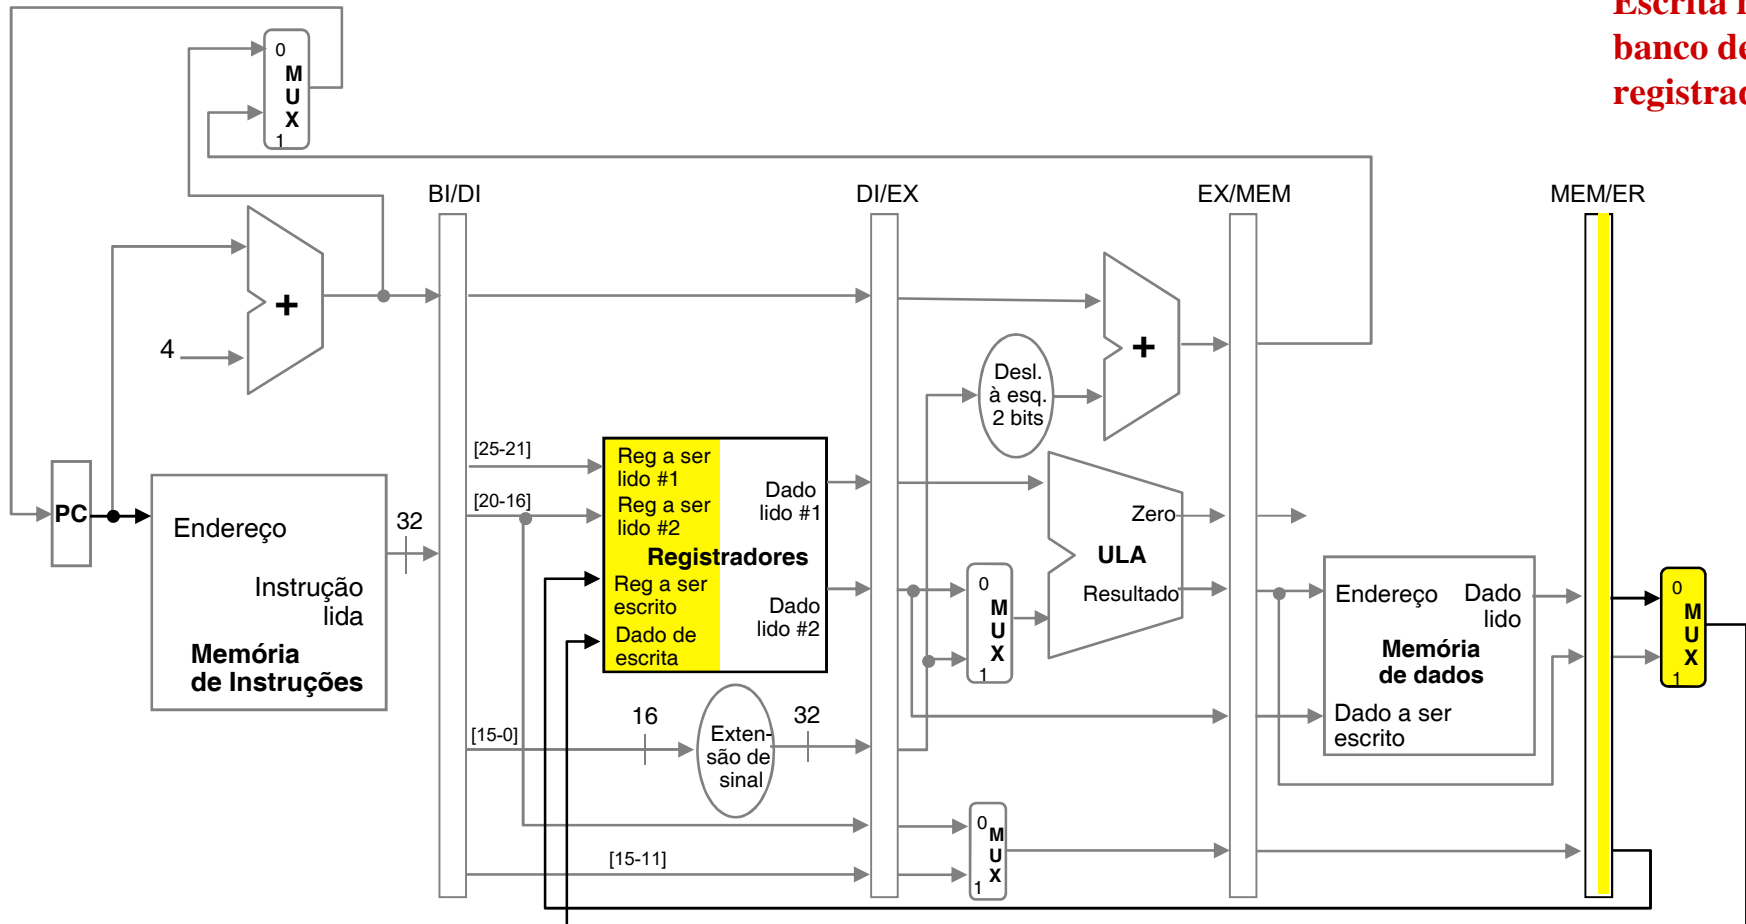 Escrita
banco de
registrad
0
M
U
X
1
BI/DI
DI/EX
EX/MEM
MEM/ER
+
4
+
Desl.
à esq.
2 bits
PC
Endereço
Instrução
lida
Memória
de Instruções
32
[25-21]
[20-16]
Reg a ser
lido #1
Reg a ser
lido #2
Registradores
Reg a ser
escrito
Dado de
escrita
Dado
lido #1
Dado
lido #2
[15-0]
16
Exten-
são de
sinal
32
[15-11]
0
M
U
X
1
Zero
ULA
Resultado
0
M
U
X
1
Endereço
Dado
lido
Memória
de dados
Dado a ser
escrito
0
M
U
X
1